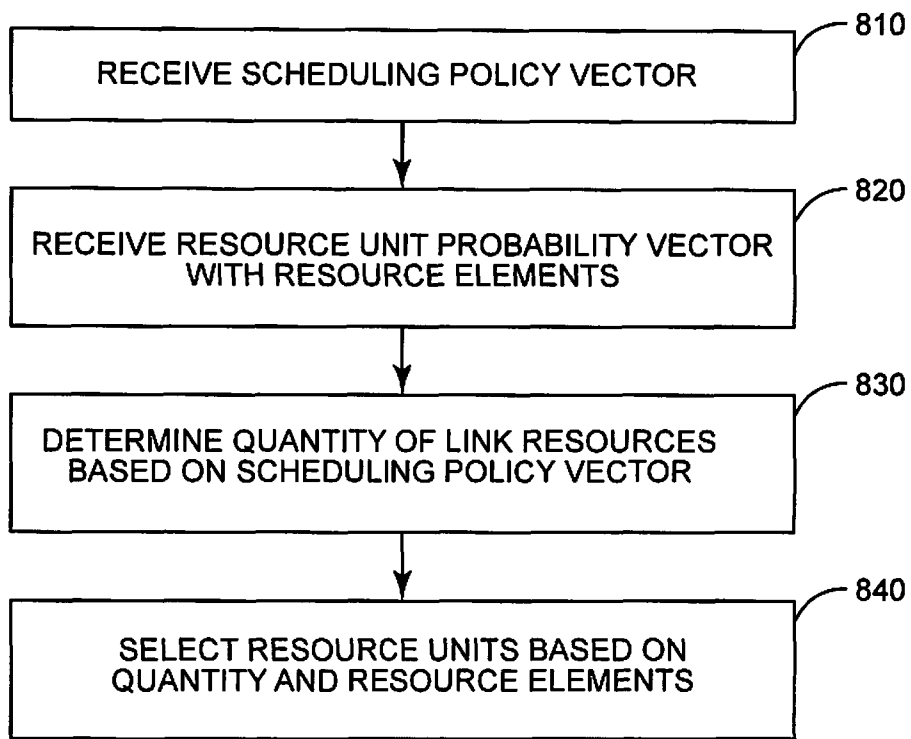 810
RECEIVE SCHEDULING POLICY VECTOR
820
RECEIVE RESOURCE UNIT PROBABILITY VECTOR
WITH RESOURCE ELEMENTS
830
DETERMINE QUANTITY OF LINK RESOURCES
BASED ON SCHEDULING POLICY VECTOR
840
SELECT RESOURCE UNITS BASED ON
QUANTITY AND RESOURCE ELEMENTS